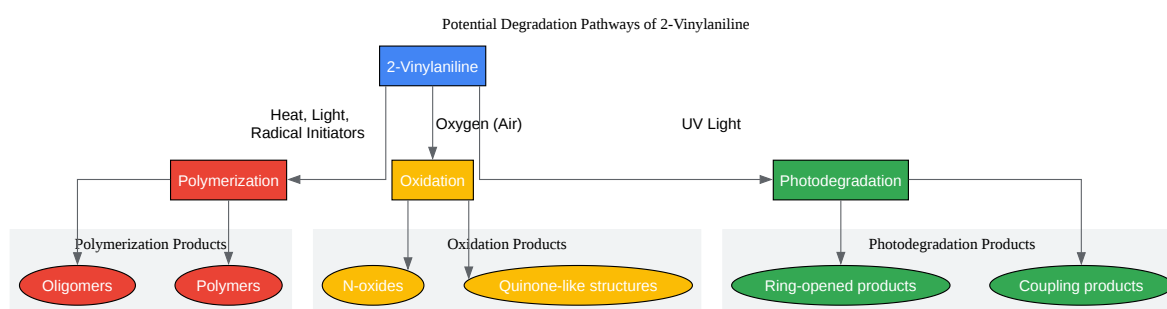 Potential Degradation Pathways of 2-Vinylaniline
2-Vinylaniline
Heat, Light,
Radical Initiators
Oxygen (Air)
UV Light
Polymerization
Oxidation
Photodegradation
Polymerization Products
Oxidation Products
Photodegradation Products
Oligomers
Polymers
N-oxides
Quinone-like structures
Ring-opened products
Coupling products